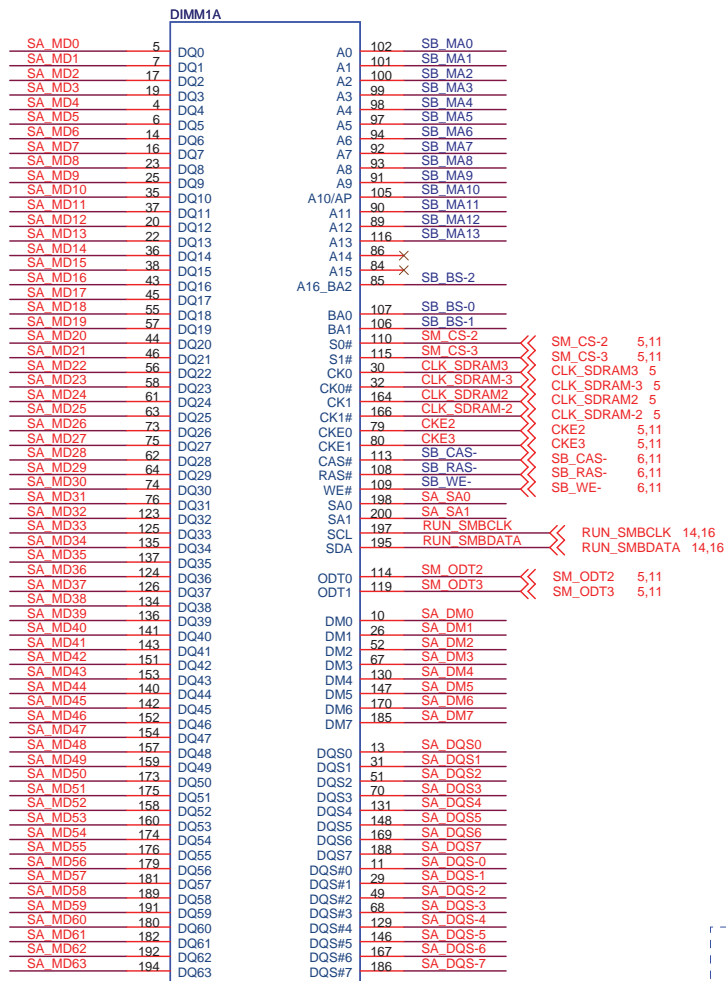 DIMM1A
SA_MD0 5 DQ0 A0 102 SB_MA0
SA_MD1 7 DQ1 A1 101 SB_MA1
SA_MD2 17 DQ2 A2 100 SB_MA2
SA_MD3 19 DQ3 A3 99 SB_MA3
SA_MD4 4 DQ4 A4 98 SB_MA4
SA_MD5 6 DQ5 A5 97 SB_MA5
SA_MD6 14 DQ6 A6 94 SB_MA6
SA_MD7 16 DQ7 A7 92 SB_MA7
SA_MD8 23 DQ8 A8 93 SB_MA8
SA_MD9 25 DQ9 A9 91 SB_MA9
SA_MD10 35 DQ10 A10/AP 105 SB_MA10
SA_MD11 37 DQ11 A11 90 SB_MA11
SA_MD12 20 DQ12 A12 89 SB_MA12
SA_MD13 22 DQ13 A13 116 SB_MA13
SA_MD14 36 DQ14 A14 86
SA_MD15 38 DQ15 A15 84
SA_MD16 43 DQ16 A16_BA2 85 SB_BS-2
SA_MD17 45 DQ17
SA_MD18 55 DQ18 BA0 107 SB_BS-0
SA_MD19 57 DQ19 BA1 106 SB_BS-1
SA_MD20 44 DQ20 S0# 110 SM_CS-2 SM_CS-2 5,11
SA_MD21 46 DQ21 S1# 115 SM_CS-3 SM_CS-3 5,11
SA_MD22 56 DQ22 CK0 30 CLK_SDRAM3 CLK_SDRAM3 5
SA_MD23 58 DQ23 CK0# 32 CLK_SDRAM-3 CLK_SDRAM-3 5
SA_MD24 61 DQ24 CK1 164 CLK_SDRAM2 CLK_SDRAM2 5
SA_MD25 63 DQ25 CK1# 166 CLK_SDRAM-2 CLK_SDRAM-2 5
SA_MD26 73 DQ26 CKE0 79 CKE2 CKE2 5,11
SA_MD27 75 DQ27 CKE1 80 CKE3 CKE3 5,11
SA_MD28 62 DQ28 CAS# 113 SB_CAS- SB_CAS- 6,11
SA_MD29 64 DQ29 RAS# 108 SB_RAS- SB_RAS- 6,11
SA_MD30 74 DQ30 WE# 109 SB_WE- SB_WE- 6,11
SA_MD31 76 DQ31 SA0 198 SA_SA0
SA_MD32 123 DQ32 SA1 200 SA_SA1
SA_MD33 125 DQ33 SCL 197 RUN_SMBCLK RUN_SMBCLK 14,16
SA_MD34 135 DQ34 SDA 195 RUN_SMBDATA RUN_SMBDATA 14,16
SA_MD35 137 DQ35
SA_MD36 124 DQ36 ODT0 114 SM_ODT2 SM_ODT2 5,11
SA_MD37 126 DQ37 ODT1 119 SM_ODT3 SM_ODT3 5,11
SA_MD38 134 DQ38
SA_MD39 136 DQ39 DM0 10 SA_DM0
SA_MD40 141 DQ40 DM1 26 SA_DM1
SA_MD41 143 DQ41 DM2 52 SA_DM2
SA_MD42 151 DQ42 DM3 67 SA_DM3
SA_MD43 153 DQ43 DM4 130 SA_DM4
SA_MD44 140 DQ44 DM5 147 SA_DM5
SA_MD45 142 DQ45 DM6 170 SA_DM6
SA_MD46 152 DQ46 DM7 185 SA_DM7
SA_MD47 154 DQ47
SA_MD48 157 DQ48 DQS0 13 SA_DQS0
SA_MD49 159 DQ49 DQS1 31 SA_DQS1
SA_MD50 173 DQ50 DQS2 51 SA_DQS2
SA_MD51 175 DQ51 DQS3 70 SA_DQS3
SA_MD52 158 DQ52 DQS4 131 SA_DQS4
SA_MD53 160 DQ53 DQS5 148 SA_DQS5
SA_MD54 174 DQ54 DQS6 169 SA_DQS6
SA_MD55 176 DQ55 DQS7 188 SA_DQS7
SA_MD56 179 DQ56 DQS#0 11 SA_DQS-0
SA_MD57 181 DQ57 DQS#1 29 SA_DQS-1
SA_MD58 189 DQ58 DQS#2 49 SA_DQS-2
SA_MD59 191 DQ59 DQS#3 68 SA_DQS-3
SA_MD60 180 DQ60 DQS#4 129 SA_DQS-4
SA_MD61 182 DQ61 DQS#5 146 SA_DQS-5
SA_MD62 192 DQ62 DQS#6 167 SA_DQS-6
SA_MD63 194 DQ63 DQS#7 186 SA_DQS-7